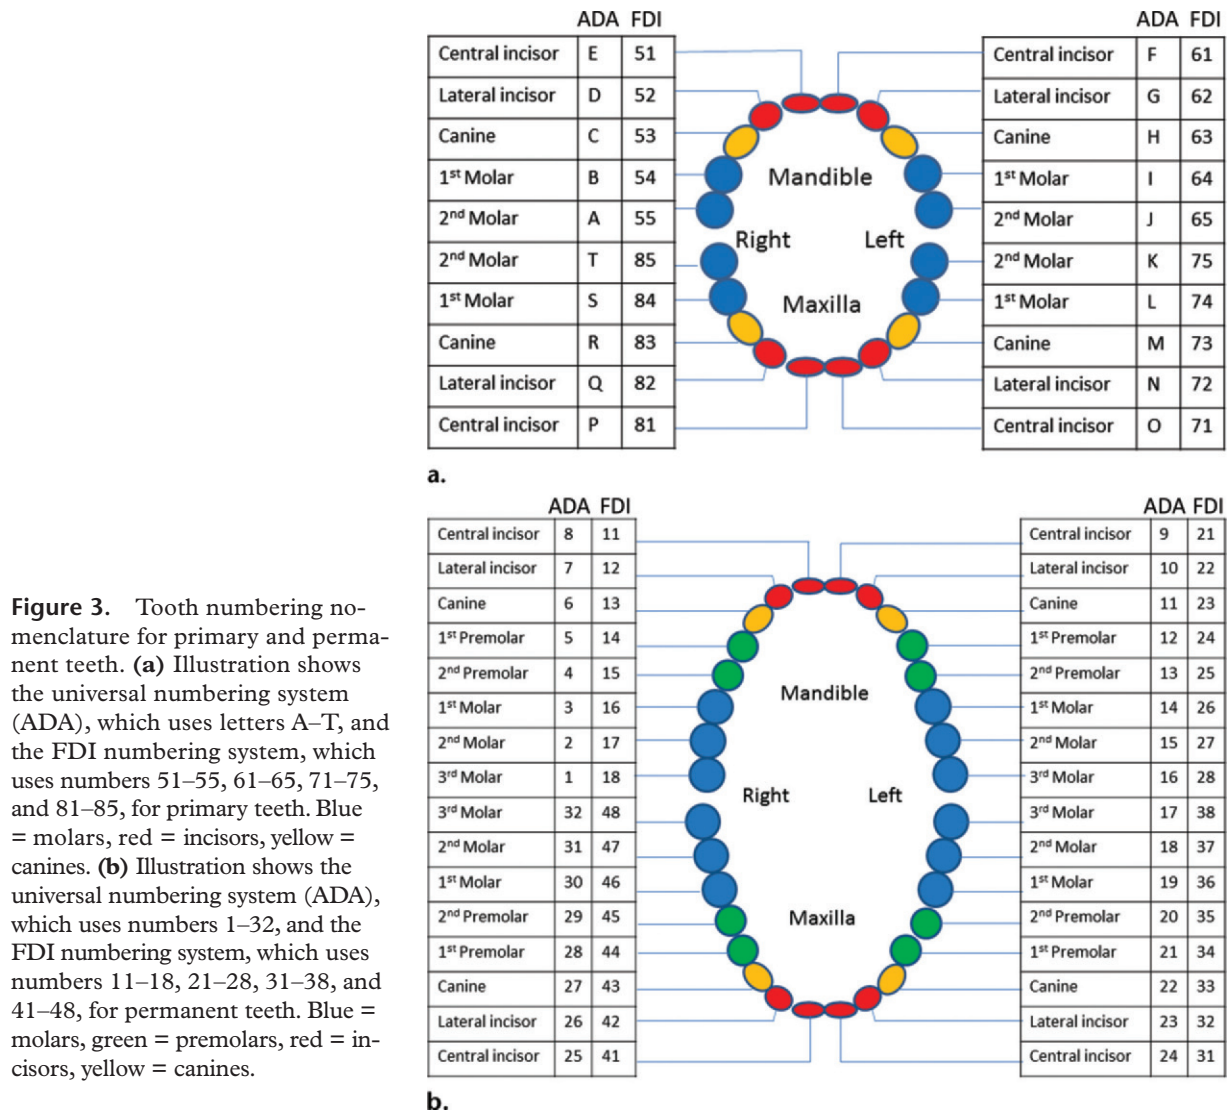 ADA FDI
Central incisor E 51
Lateral incisor D 52
Canine C 53
1st Molar B 54
2nd Molar A 55
2nd Molar T 85
1st Molar S 84
Canine R 83
Lateral incisor Q 82
Central incisor P 81
Mandible
Right Left
Maxilla
ADA FDI
Central incisor F 61
Lateral incisor G 62
Canine H 63
1st Molar I 64
2nd Molar J 65
2nd Molar K 75
1st Molar L 74
Canine M 73
Lateral incisor N 72
Central incisor O 71
a.
ADA FDI
Central incisor 8 11
Lateral incisor 7 12
Canine 6 13
1st Premolar 5 14
2nd Premolar 4 15
1st Molar 3 16
2nd Molar 2 17
3rd Molar 1 18
3rd Molar 32 48
2nd Molar 31 47
1st Molar 30 46
2nd Premolar 29 45
1st Premolar 28 44
Canine 27 43
Lateral incisor 26 42
Central incisor 25 41
Mandible
Right Left
Maxilla
ADA FDI
Central incisor 9 21
Lateral incisor 10 22
Canine 11 23
1st Premolar 12 24
2nd Premolar 13 25
1st Molar 14 26
2nd Molar 15 27
3rd Molar 16 28
3rd Molar 17 38
2nd Molar 18 37
1st Molar 19 36
2nd Premolar 20 35
1st Premolar 21 34
Canine 22 33
Lateral incisor 23 32
Central incisor 24 31
b.
Figure 3. Tooth numbering no-
menclature for primary and perma-
nent teeth. (a) Illustration shows
the universal numbering system
(ADA), which uses letters A–T, and
the FDI numbering system, which
uses numbers 51–55, 61–65, 71–75,
and 81–85, for primary teeth. Blue
= molars, red = incisors, yellow =
canines. (b) Illustration shows the
universal numbering system (ADA),
which uses numbers 1–32, and the
FDI numbering system, which uses
numbers 11–18, 21–28, 31–38, and
41–48, for permanent teeth. Blue =
molars, green = premolars, red = in-
cisors, yellow = canines.